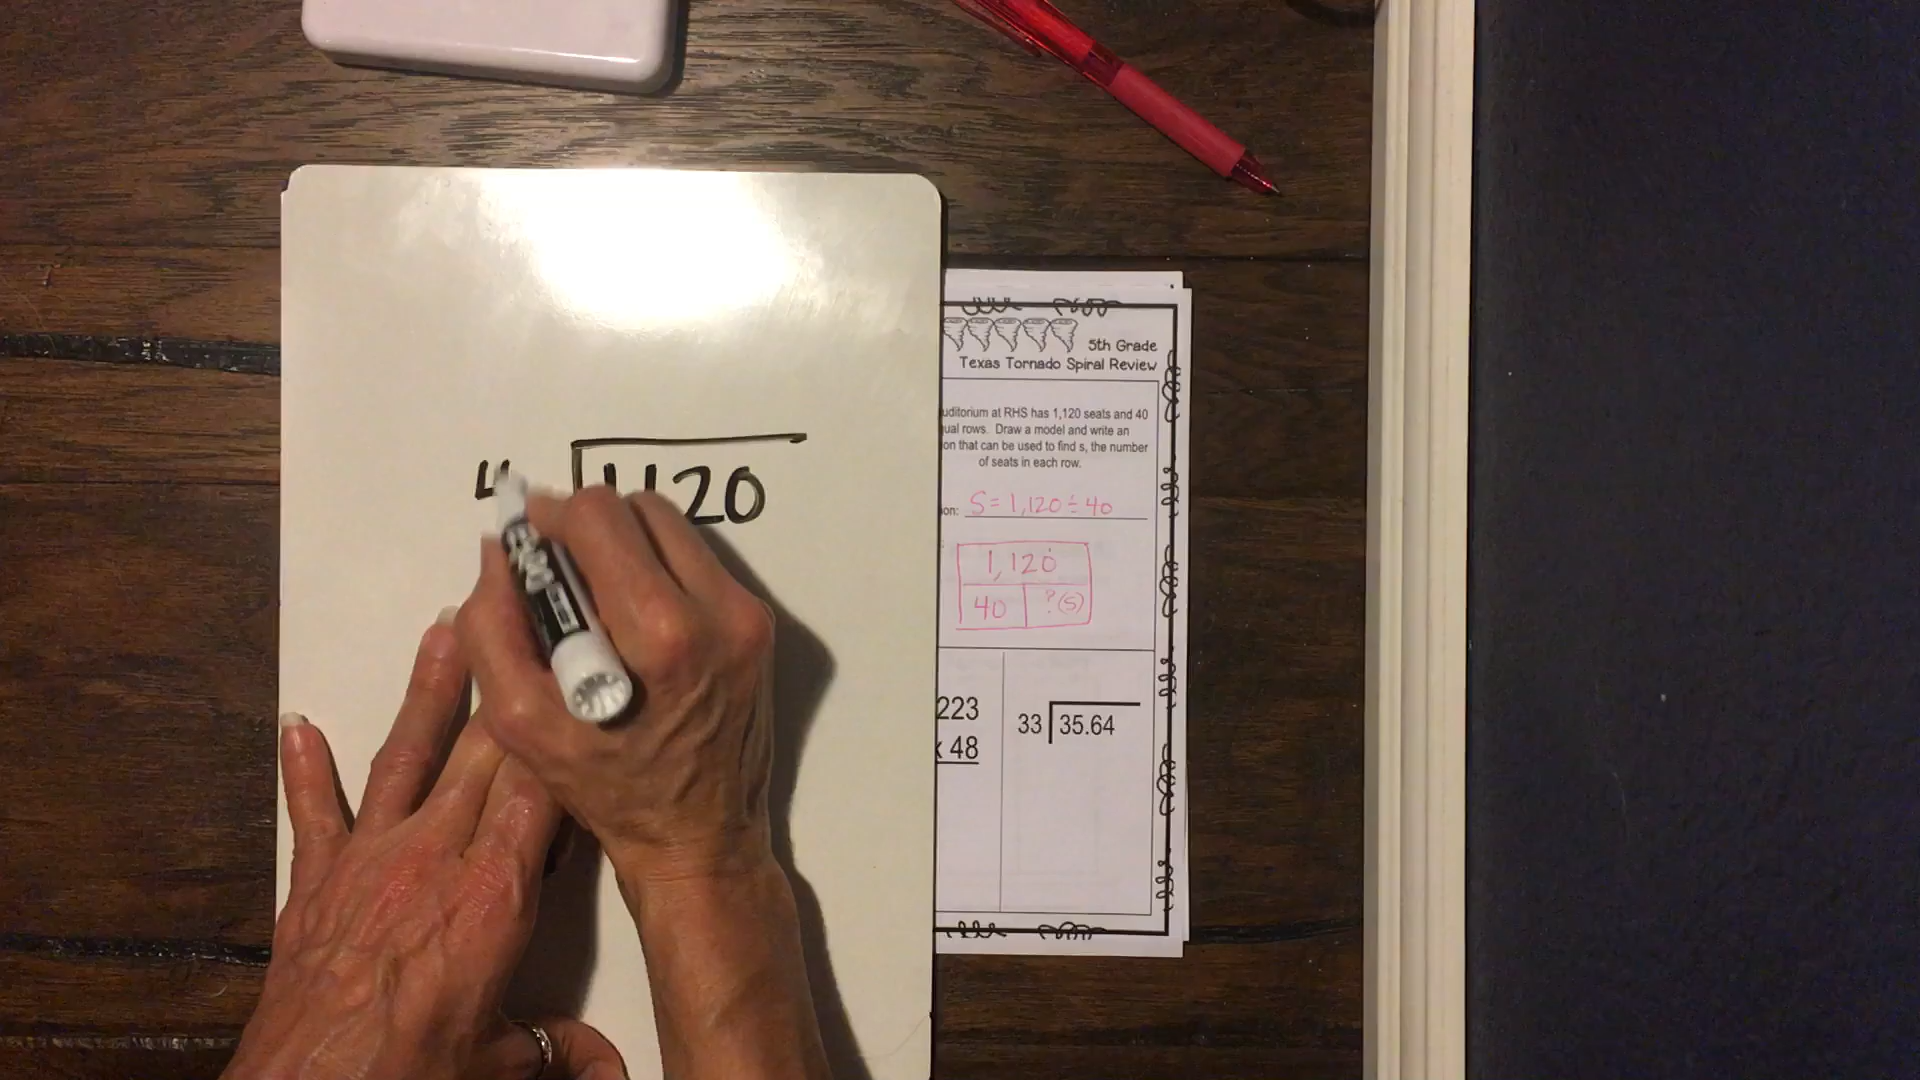 4
1120
5th Grade
Texas Tornado Spiral Review
uditorium at RHS has 1,120 seats and 40
ual rows. Draw a model and write an
on that can be used to find s, the number
of seats in each row.
on: S = 1,120 ÷ 40
1,120
40 ? (S)
223
x 48
33 35.64